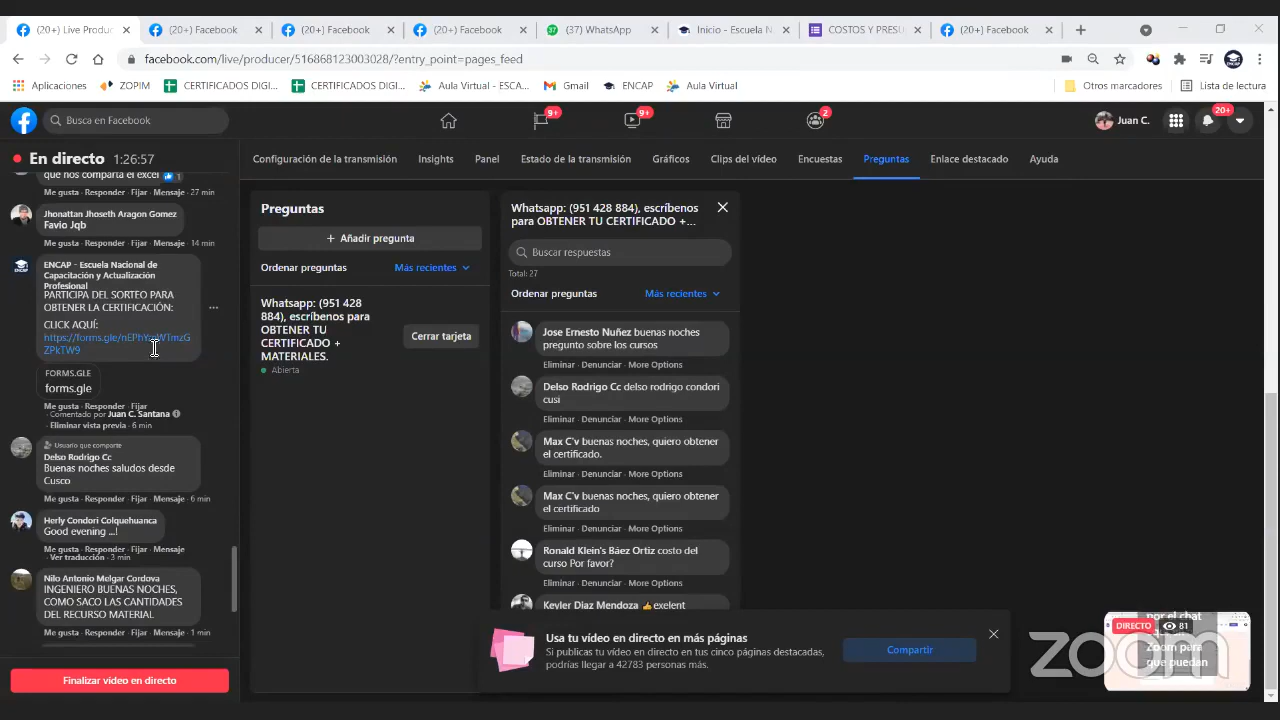 (20+) Live Produc
(20+) Facebook
(20+) Facebook
(20+) Facebook
(37) WhatsApp
Inicio - Escuela N
COSTOS Y PRESU
(20+) Facebook
facebook.com/live/producer/516868123003028/?entry_point=pages_feed
Aplicaciones
ZOPIM
CERTIFICADOS DIGI...
CERTIFICADOS DIGI...
Aula Virtual - ESCA...
Gmail
ENCAP
Aula Virtual
Otros marcadores
Lista de lectura
Busca en Facebook
9+
9+
2
Juan C.
20+
En directo 1:26:57
Configuración de la transmisión
Insights
Panel
Estado de la transmisión
Gráficos
Clips del vídeo
Encuestas
Preguntas
Enlace destacado
Ayuda
que nos comparta el excel 1
Me gusta · Responder · Fijar · Mensaje · 27 min
Jhonattan Jhoseth Aragon Gomez
Favio Jqb
Me gusta · Responder · Fijar · Mensaje · 14 min
ENCAP - Escuela Nacional de
Capacitación y Actualización
Profesional
PARTICIPA DEL SORTEO PARA
OBTENER LA CERTIFICACIÓN:
CLICK AQUÍ:
ZPkTW9
FORMS.GLE
forms.gle
Me gusta · Responder · Fijar
· Comentado por Juan C. Santana
· Eliminar vista previa · 6 min
Usuario que comparte
Delso Rodrigo Cc
Buenas noches saludos desde
Cusco
Me gusta · Responder · Fijar · Mensaje · 6 min
Herly Condori Colquehuanca
Good evening ...!
Me gusta · Responder · Fijar · Mensaje
· Ver traducción · 3 min
Nilo Antonio Melgar Cordova
INGENIERO BUENAS NOCHES,
COMO SACO LAS CANTIDADES
DEL RECURSO MATERIAL
Me gusta · Responder · Fijar · Mensaje · 1 min
Finalizar vídeo en directo
Preguntas
+ Añadir pregunta
Ordenar preguntas
Más recientes
Whatsapp: (951 428
884), escríbenos para
OBTENER TU
CERTIFICADO +
MATERIALES.
Abierta
Cerrar tarjeta
Whatsapp: (951 428 884), escríbenos
para OBTENER TU CERTIFICADO +...
Buscar respuestas
Total: 27
Ordenar preguntas
Más recientes
Jose Ernesto Nuñez buenas noches
pregunto sobre los cursos
Eliminar · Denunciar · More Options
Delso Rodrigo Cc delso rodrigo condori
cusi
Eliminar · Denunciar · More Options
Max C'v buenas noches, quiero obtener
el certificado.
Eliminar · Denunciar · More Options
Max C'v buenas noches, quiero obtener
el certificado
Eliminar · Denunciar · More Options
Ronald Klein's Báez Ortiz costo del
curso Por favor?
Eliminar · Denunciar · More Options
Keyler Diaz Mendoza 👍exelent
Usa tu vídeo en directo en más páginas
Si publicas tu vídeo en directo en tus cinco páginas destacadas,
podrías llegar a 42783 personas más.
Compartir
DIRECTO 81
por el chat
Zoom para
que puedan
zoom